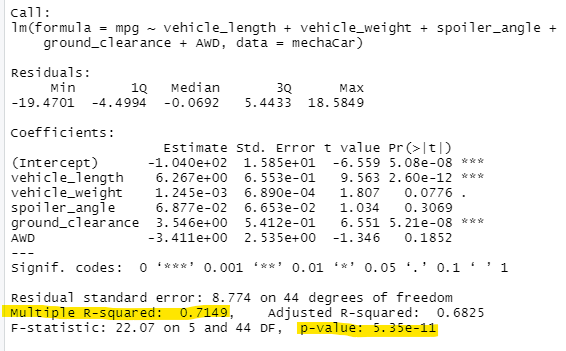 Call:
lm(formula = mpg ~ vehicle_length + vehicle_weight + spoiler_angle +
    ground_clearance + AWD, data = mechaCar)
Residuals:
     Min       1Q   Median       3Q      Max
-19.4701  -4.4994  -0.0692   5.4433  18.5849
Coefficients:
                   Estimate Std. Error t value Pr(>|t|)
(Intercept)      -1.040e+02  1.585e+01  -6.559 5.08e-08 ***
vehicle_length    6.267e+00  6.553e-01   9.563 2.60e-12 ***
vehicle_weight    1.245e-03  6.890e-04   1.807   0.0776 .
spoiler_angle     6.877e-02  6.653e-02   1.034   0.3069
ground_clearance  3.546e+00  5.412e-01   6.551 5.21e-08 ***
AWD              -3.411e+00  2.535e+00  -1.346   0.1852
---
Signif. codes:  0 ‘***’ 0.001 ‘**’ 0.01 ‘*’ 0.05 ‘.’ 0.1 ‘ ’ 1
Residual standard error: 8.774 on 44 degrees of freedom
Multiple R-squared:  0.7149,    Adjusted R-squared:  0.6825
F-statistic: 22.07 on 5 and 44 DF,  p-value: 5.35e-11